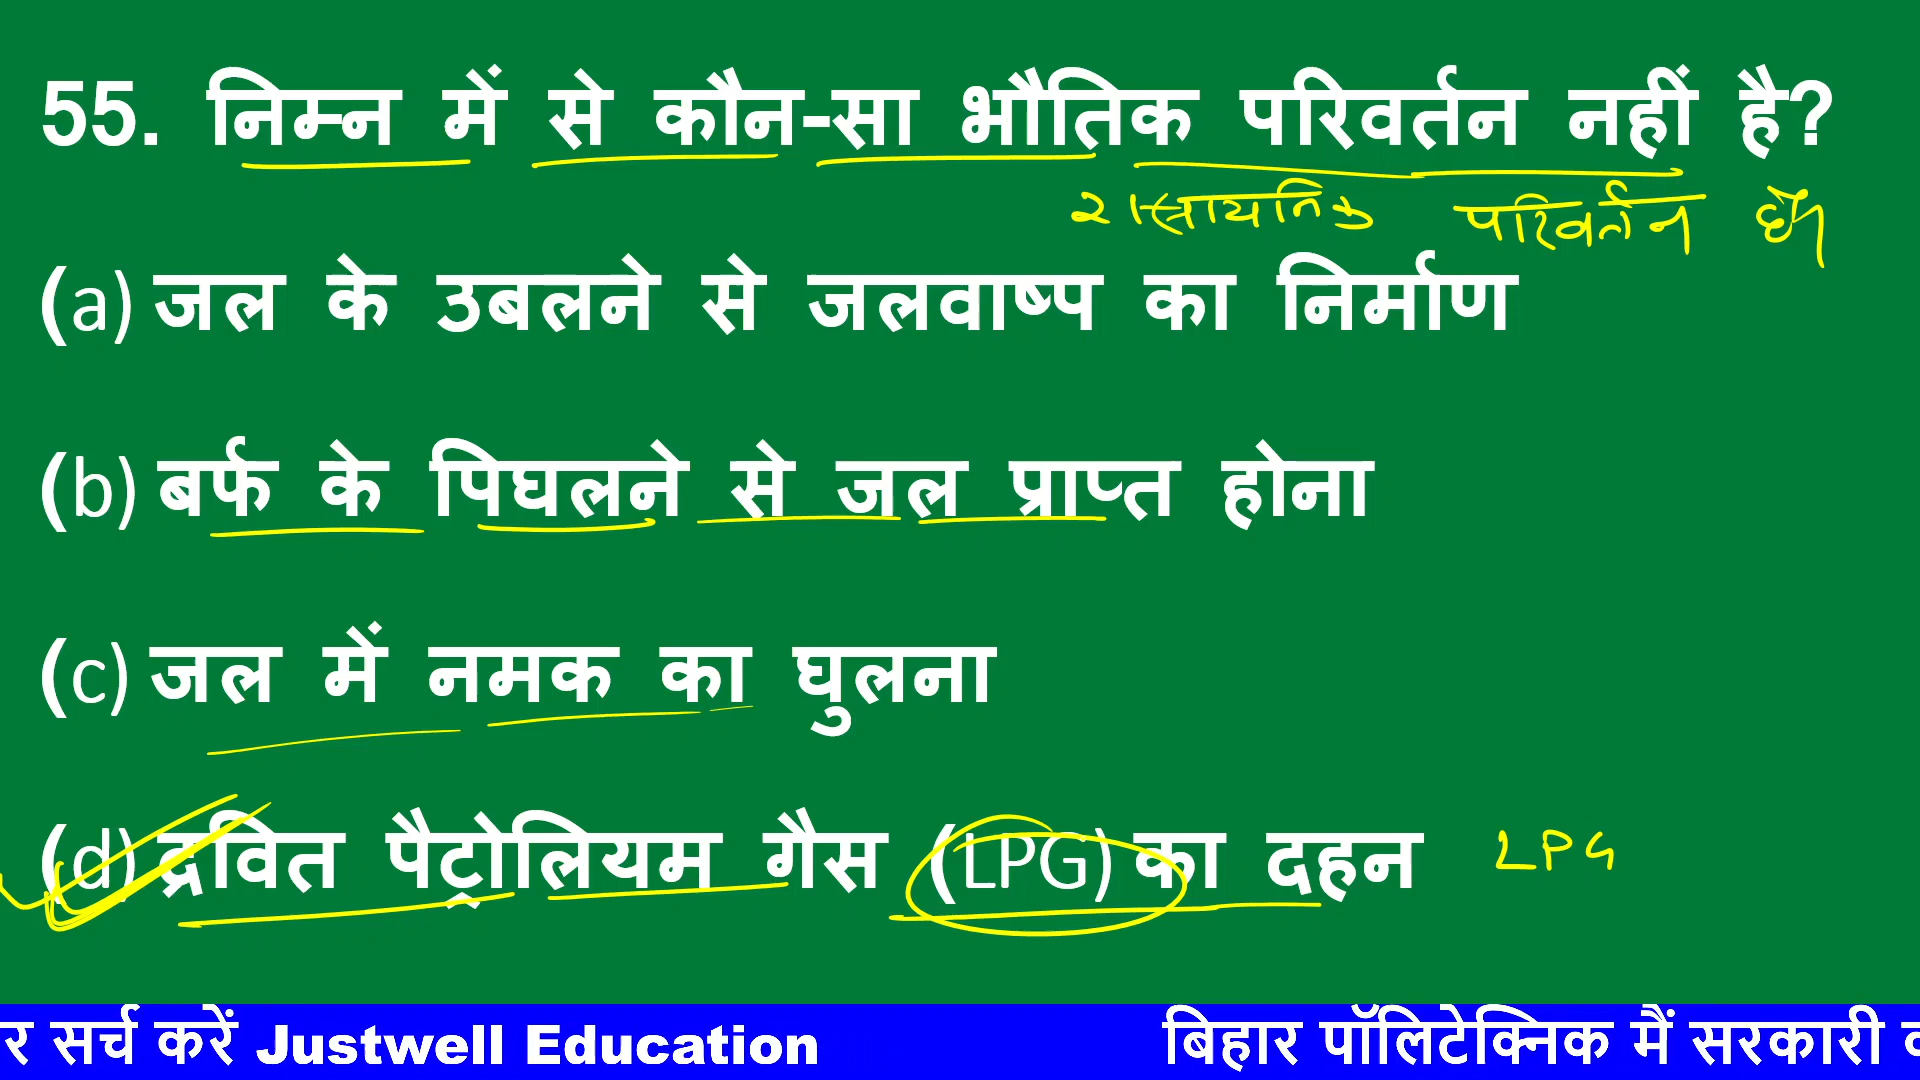 55. निम्न में से कौन-सा भौतिक परिवर्तन नहीं है?
रासायनिक परिवर्तन
(a) जल के उबलने से जलवाष्प का निर्माण
(b) बर्फ के पिघलने से जल प्राप्त होना
(c) जल में नमक का घुलना
(d) द्रवित पैट्रोलियम गैस (LPG) का दहन LPG
र सर्च करें Justwell Education बिहार पॉलिटेक्निक मैं सरकारी